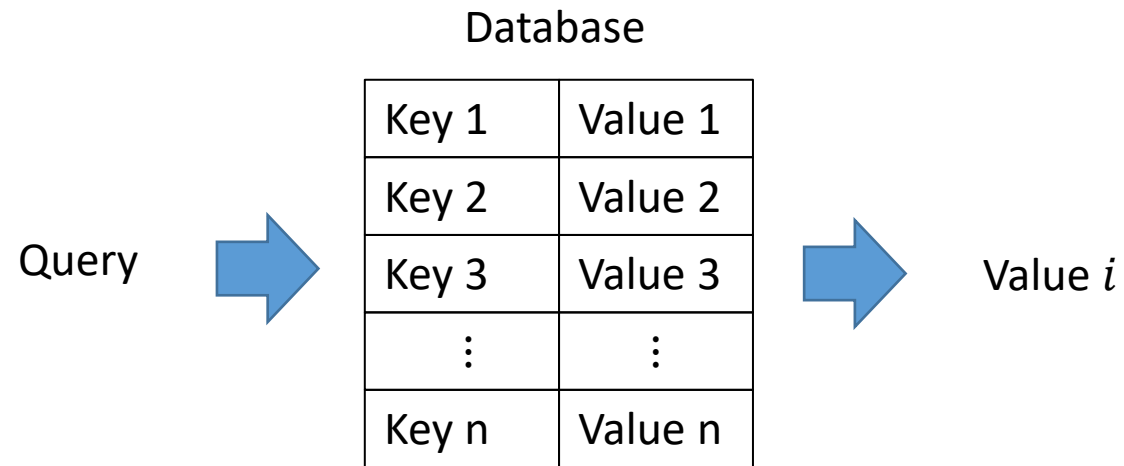 Database
Key 1 Value 1
Key 2 Value 2
Query
Key 3 Value 3
Value i
⋮ ⋮
Key n Value n